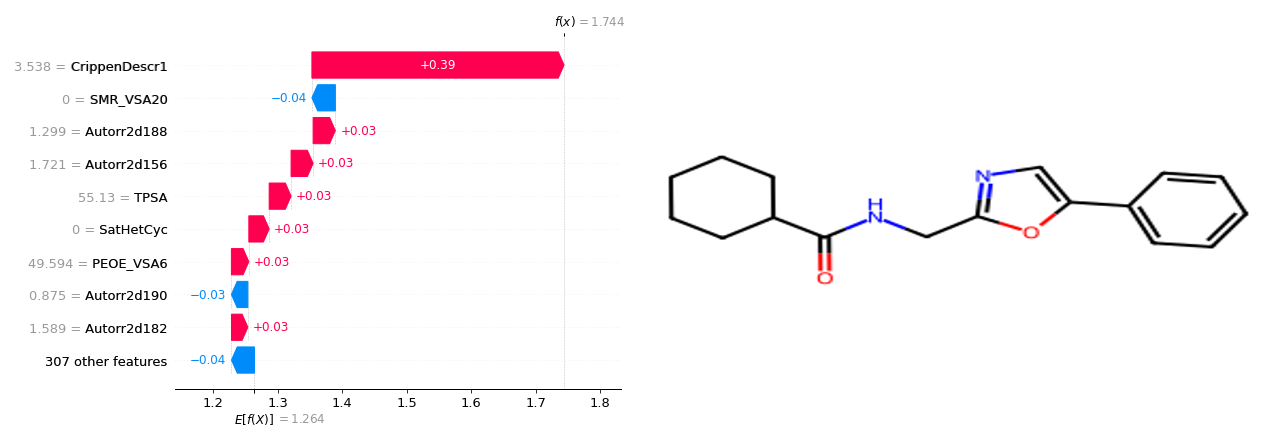 f(x) = 1.744
3.538 = CrippenDescr1
+0.39
0 = SMR_VSA20
−0.04
1.299 = Autorr2d188
+0.03
1.721 = Autorr2d156
+0.03
55.13 = TPSA
+0.03
0 = SatHetCyc
+0.03
49.594 = PEOE_VSA6
+0.03
0.875 = Autorr2d190
−0.03
1.589 = Autorr2d182
+0.03
307 other features
−0.04
1.2 1.3 1.4 1.5 1.6 1.7 1.8
E[f(X)] = 1.264
N
H
N
O
O